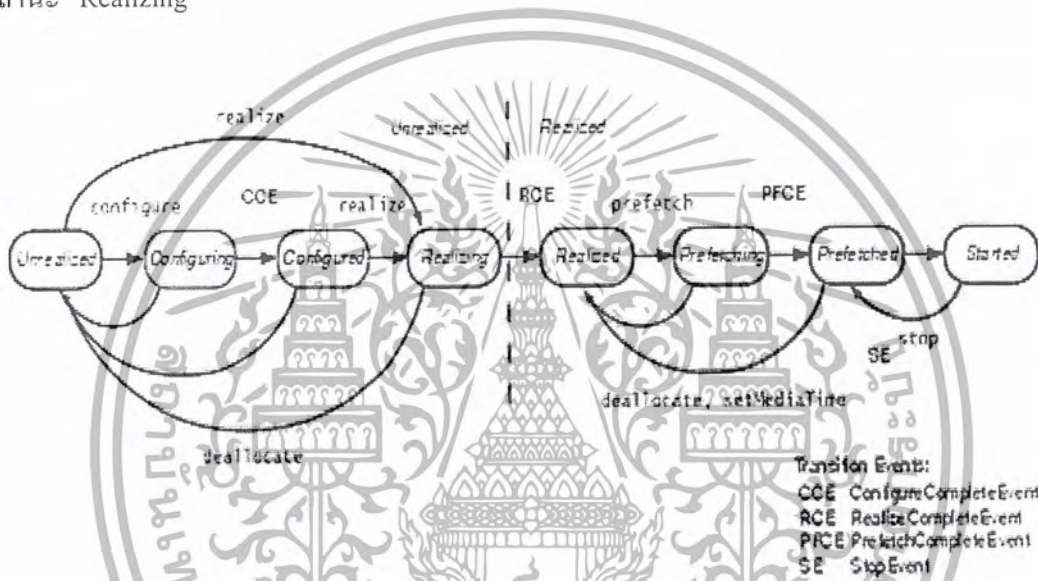 Realizing
realize
Unrealized
Realized
configure
CCE
realize
RCE
prefetch
PFCE
Unrealized
Configuring
Configured
Realizing
Realized
Prefetching
Prefetched
Started
stop
SE
deallocate, setMediaTime
deallocate
Transition Events:
CCE ConfigureCompleteEvent
RCE RealizeCompleteEvent
PFCE PrefetchCompleteEvent
SE StopEvent